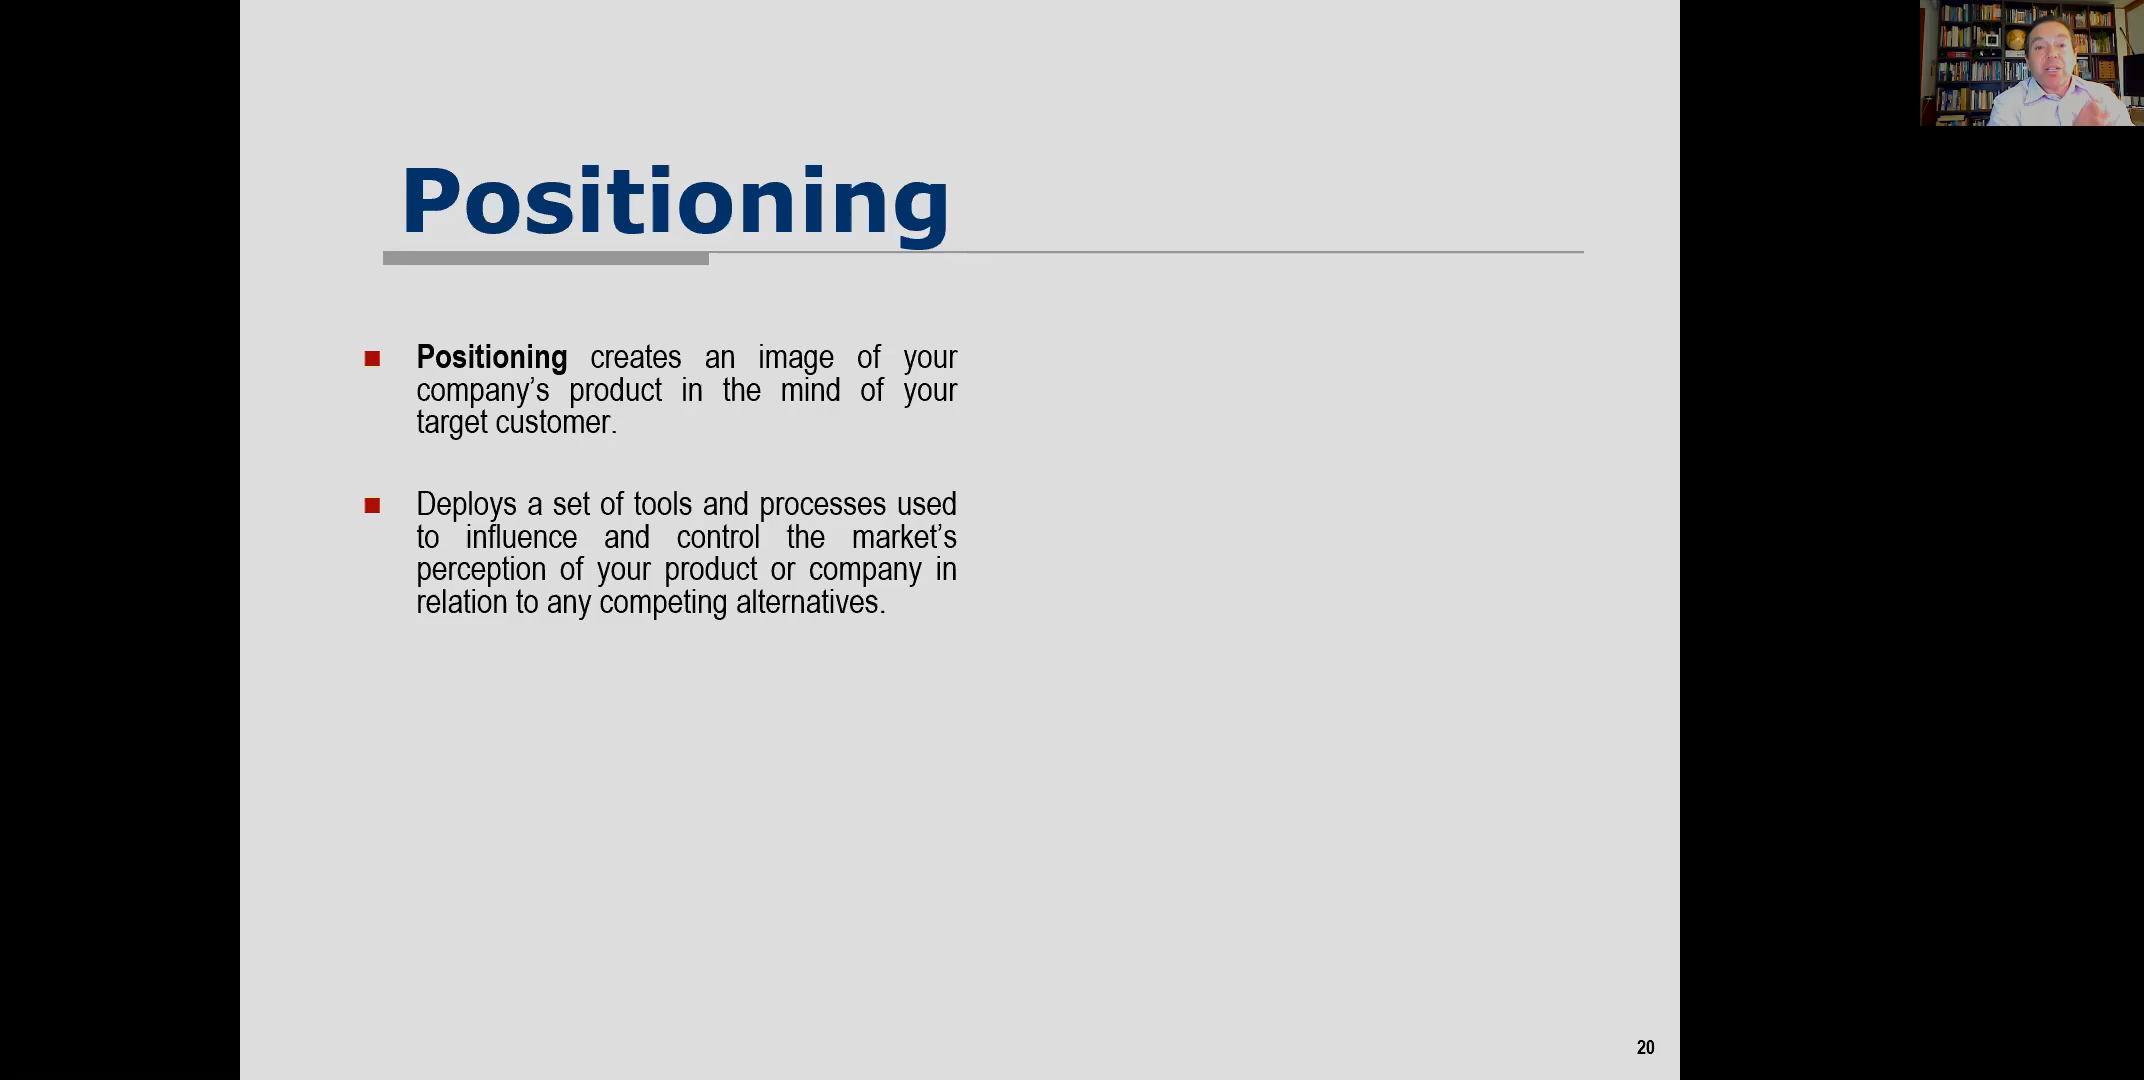 Positioning
Positioning creates an image of your
company’s product in the mind of your
target customer.
Deploys a set of tools and processes used
to influence and control the market’s
perception of your product or company in
relation to any competing alternatives.
20